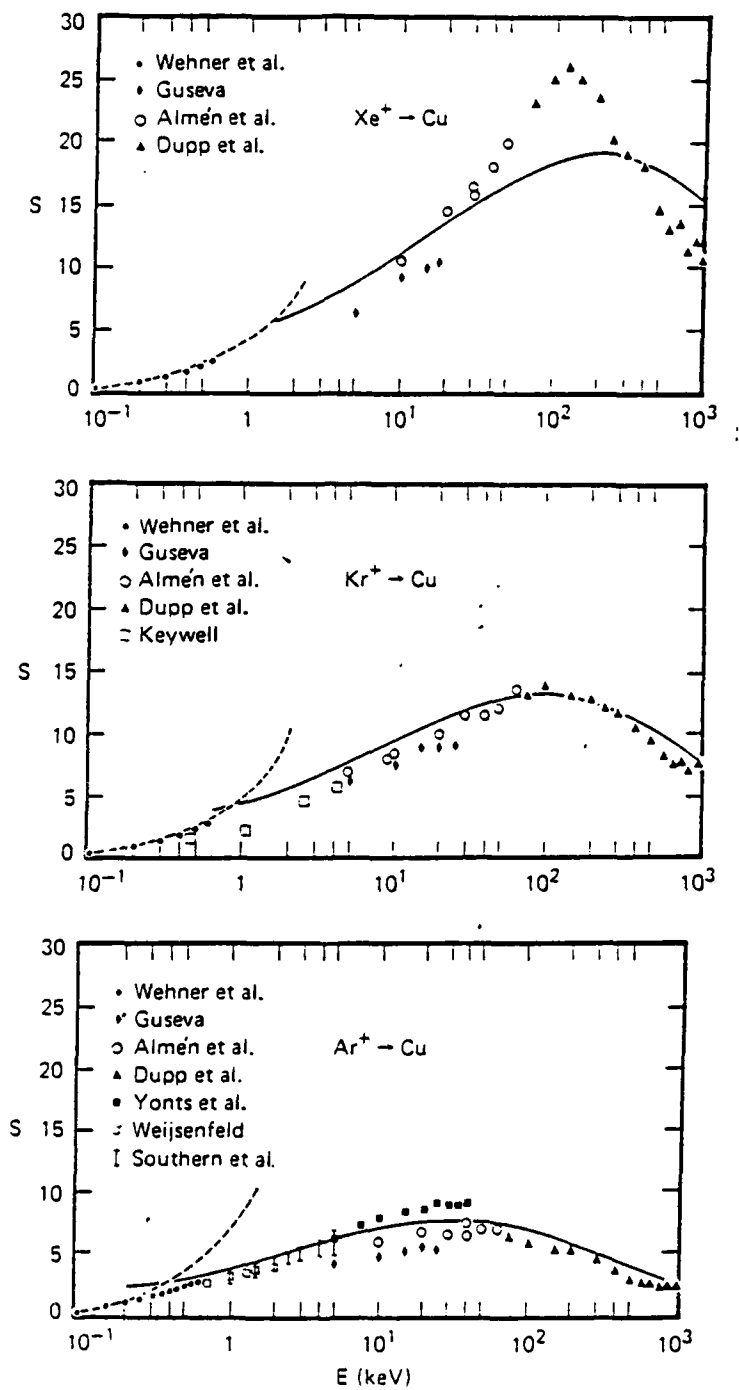 30
25
20
S 15
10
5
0
• Wehner et al.
♦ Guseva
○ Almén et al.
▲ Dupp et al.
Xe⁺ → Cu
10⁻¹ 1 10¹ 10² 10³
30
25
20
S 15
10
5
0
• Wehner et al.
♦ Guseva
○ Almén et al.
▲ Dupp et al.
□ Keywell
Kr⁺ → Cu
10⁻¹ 1 10¹ 10² 10³
30
25
20
S 15
10
5
0
• Wehner et al.
♦ Guseva
○ Almén et al.
▲ Dupp et al.
■ Yonts et al.
Weijsenfeld
Southern et al.
Ar⁺ → Cu
10⁻¹ 1 10¹ 10² 10³
E (keV)